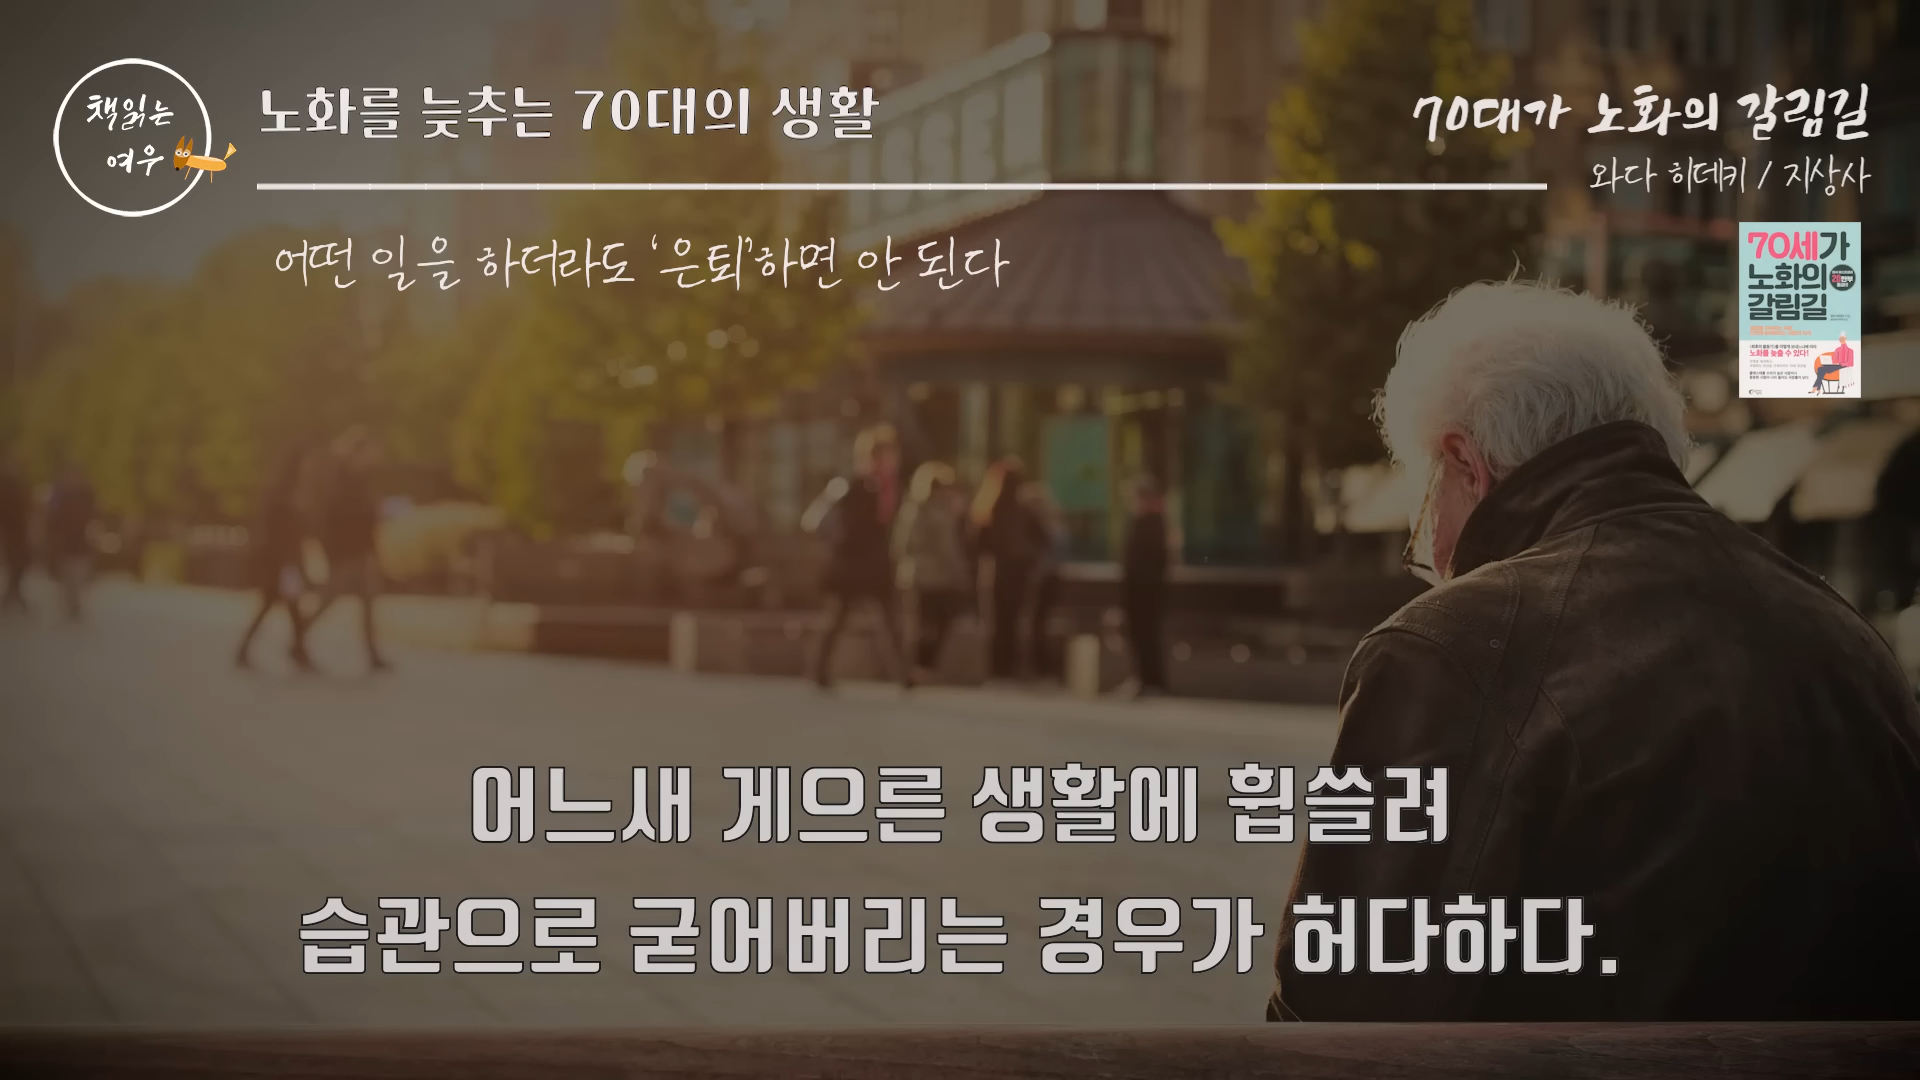 책읽는
여우
노화를 늦추는 70대의 생활
70대가 노화의 갈림길
와다 히데키 / 지상사
어떤 일을 하더라도 ‘은퇴’하면 안 된다
70세가
노화의
갈림길
노화를 늦출 수 있다!
어느새 게으른 생활에 휩쓸려
습관으로 굳어버리는 경우가 허다하다.